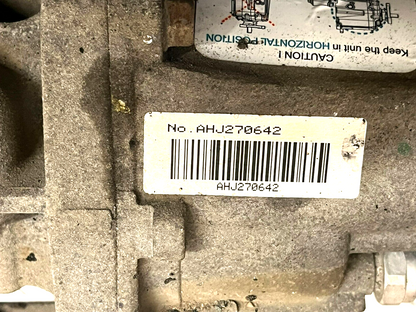 CAUTION !
Keep the unit in HORIZONTAL POSITION
No.AHJ270642
AHJ270642